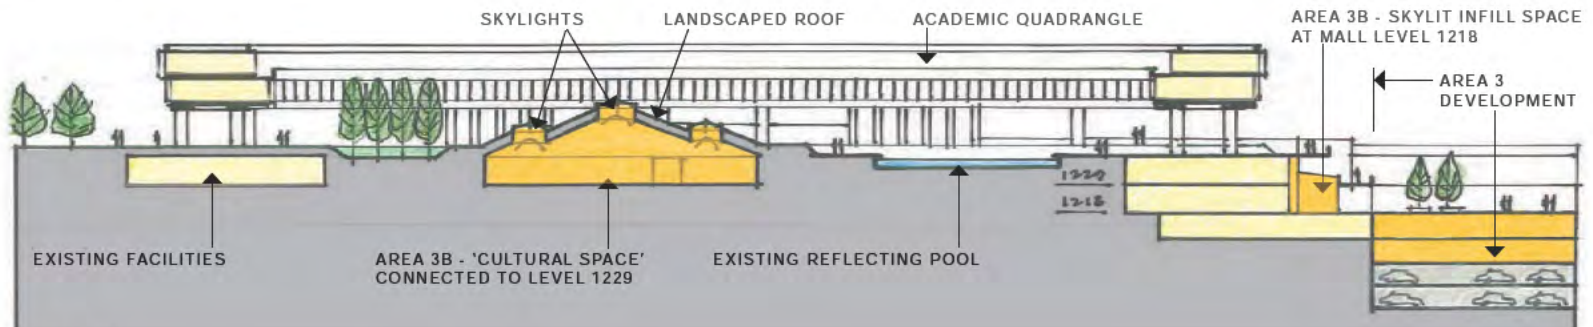 SKYLIGHTS
LANDSCAPED ROOF
ACADEMIC QUADRANGLE
AREA 3B - SKYLIT INFILL SPACE
AT MALL LEVEL 1218
AREA 3
DEVELOPMENT
1229
1218
EXISTING FACILITIES
AREA 3B - 'CULTURAL SPACE'
CONNECTED TO LEVEL 1229
EXISTING REFLECTING POOL